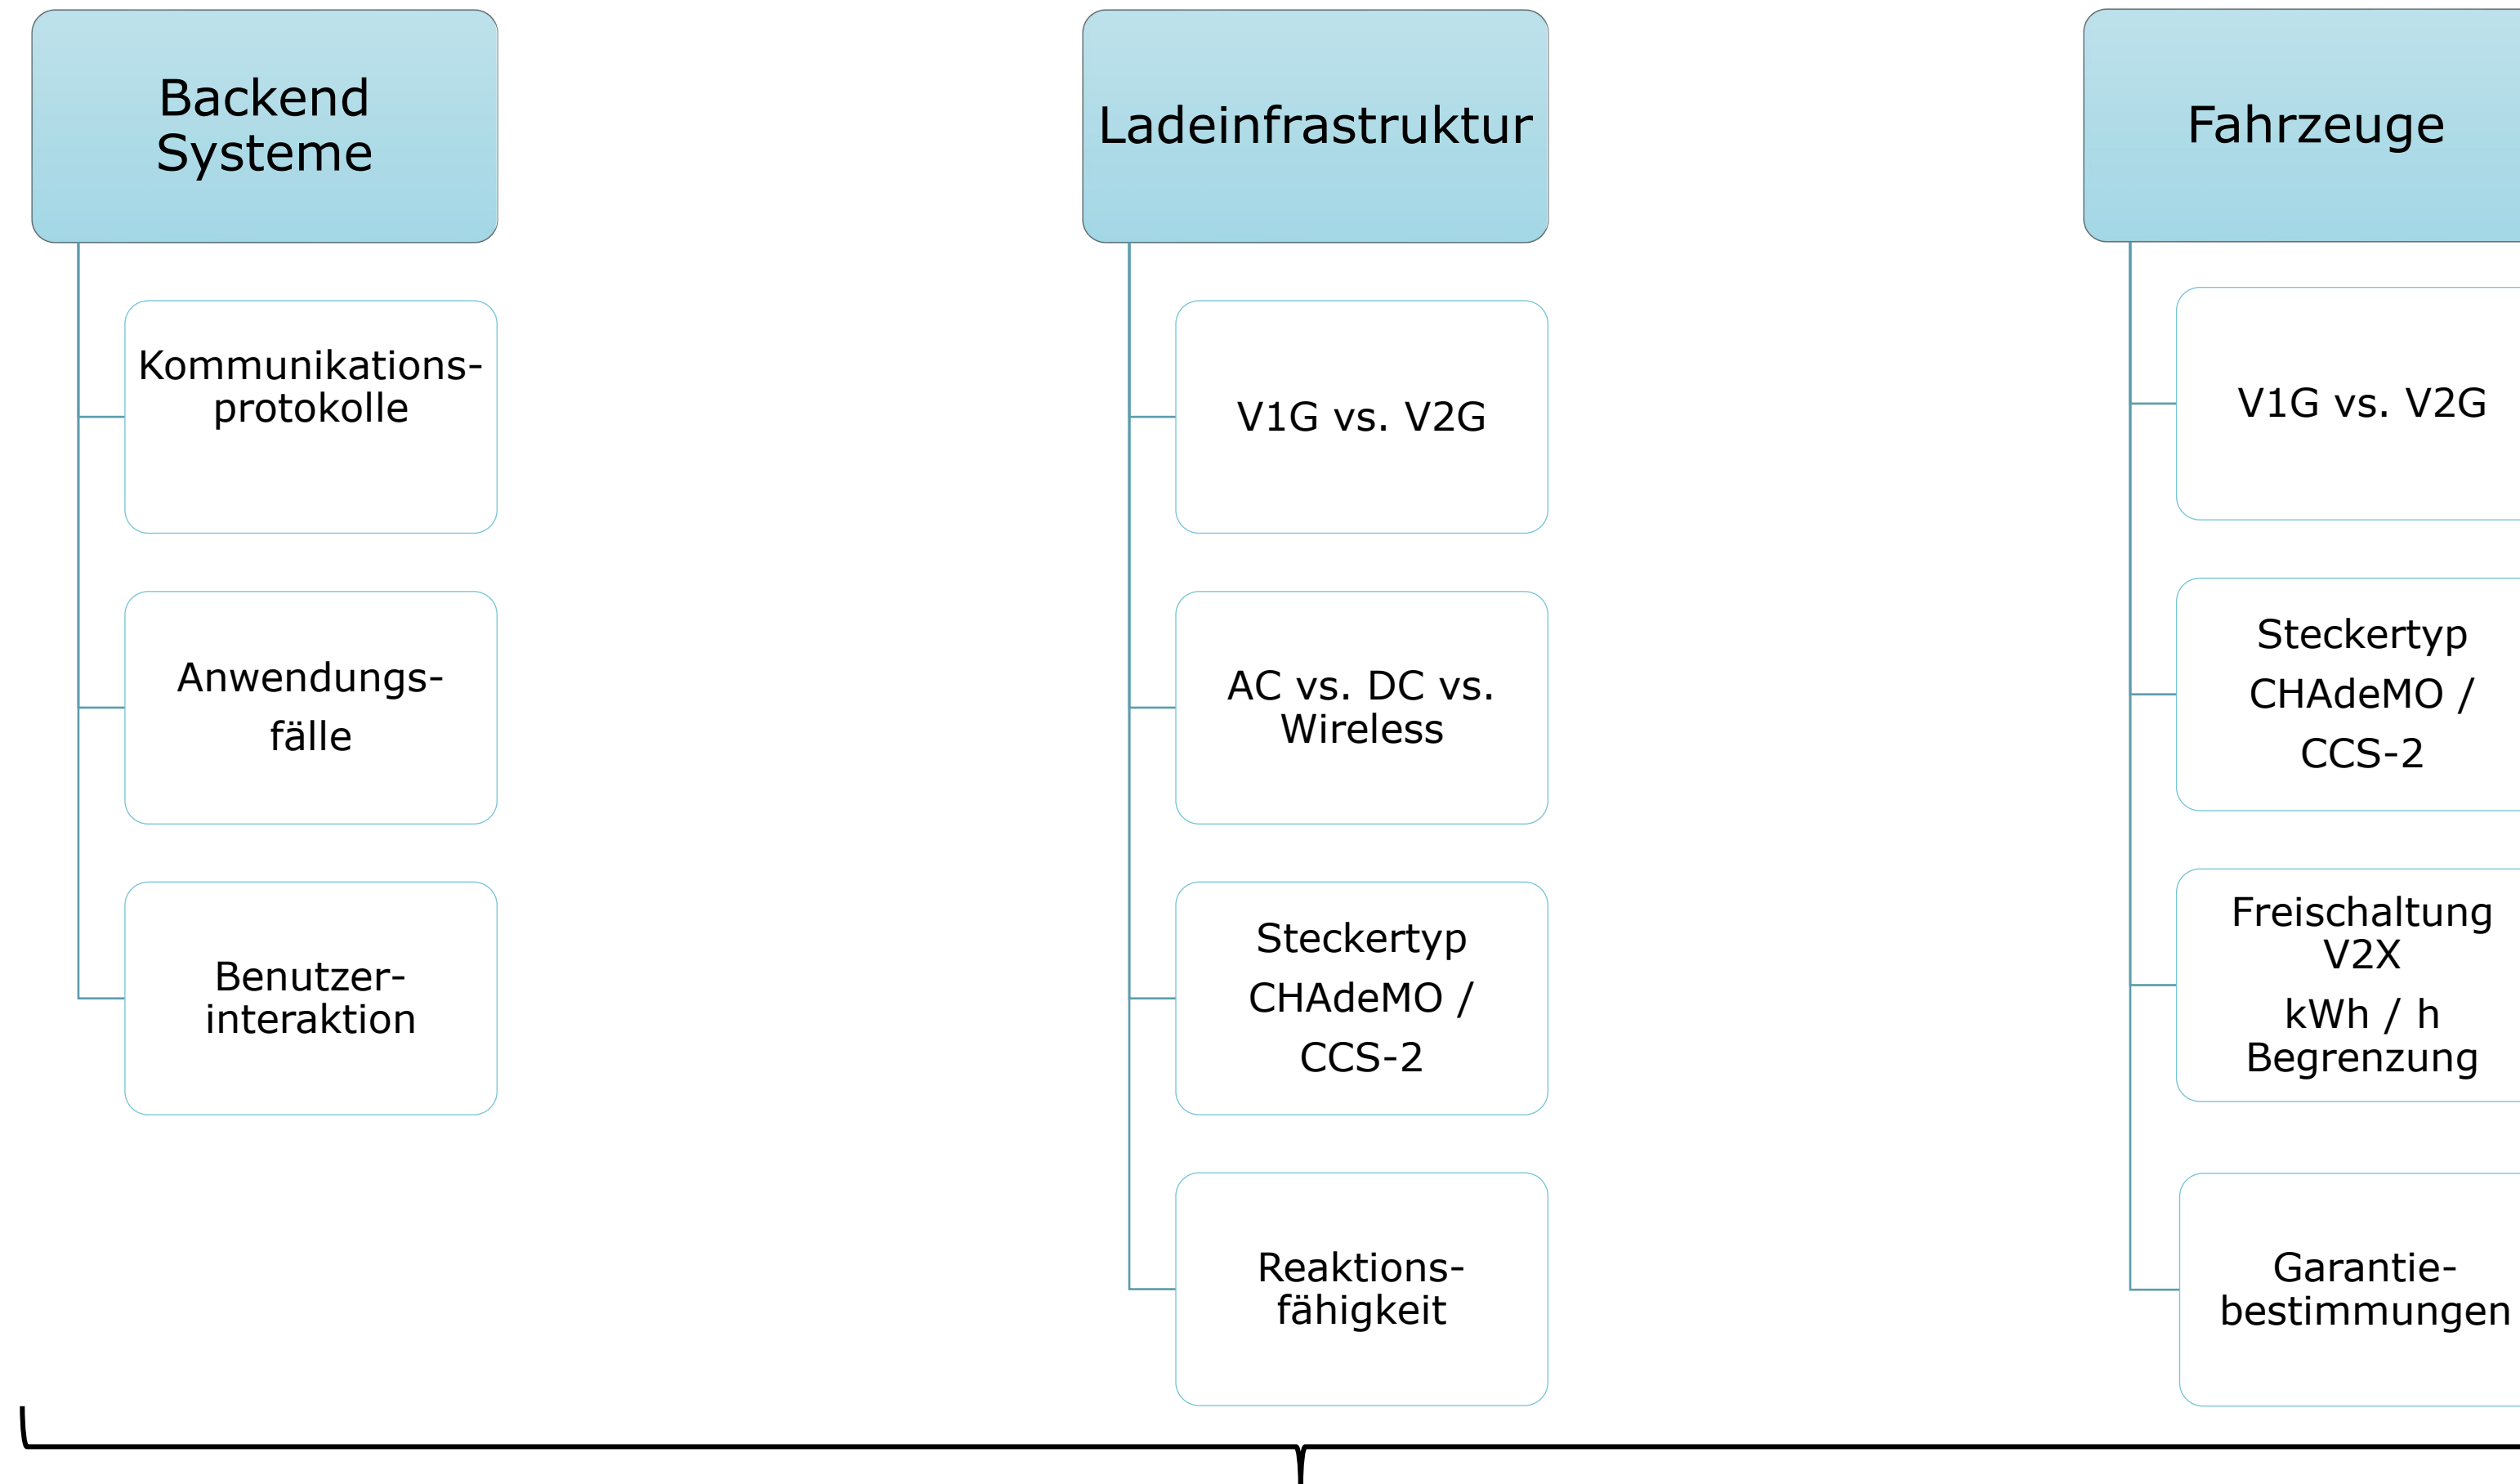 Backend
Systeme
Kommunikations-
protokolle
Anwendungs-
fälle
Benutzer-
interaktion
Ladeinfrastruktur
V1G vs. V2G
AC vs. DC vs.
Wireless
Steckertyp
CHAdeMO /
CCS-2
Reaktions-
fähigkeit
Fahrzeuge
V1G vs. V2G
Steckertyp
CHAdeMO /
CCS-2
Freischaltung
V2X
kWh / h
Begrenzung
Garantie-
bestimmungen